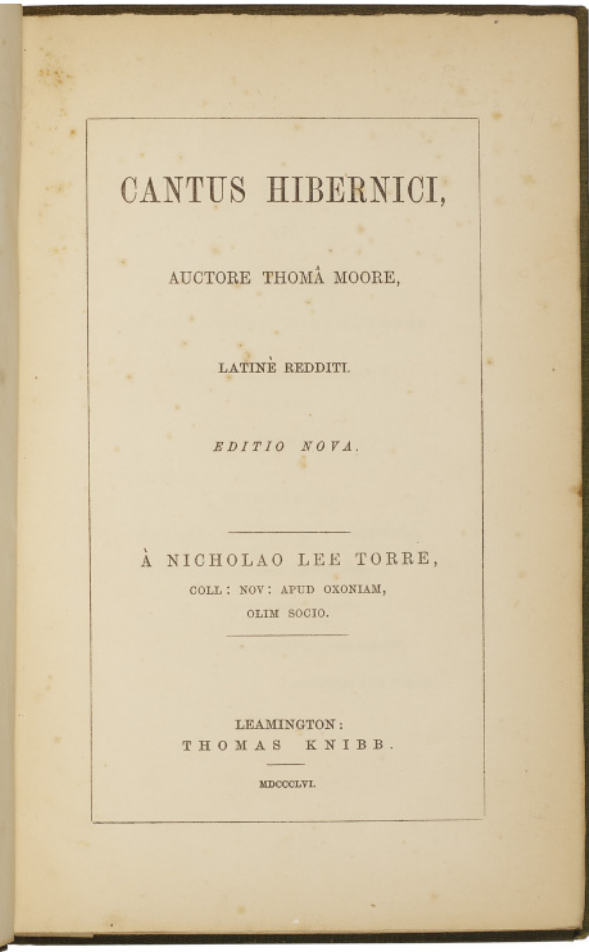 CANTUS HIBERNICI,
AUCTORE THOMÂ MOORE,
LATINÈ REDDITI.
EDITIO NOVA.
À NICHOLAO LEE TORRE,
COLL: NOV: APUD OXONIAM,
OLIM SOCIO.
LEAMINGTON:
THOMAS KNIBB.
MDCCCLVI.